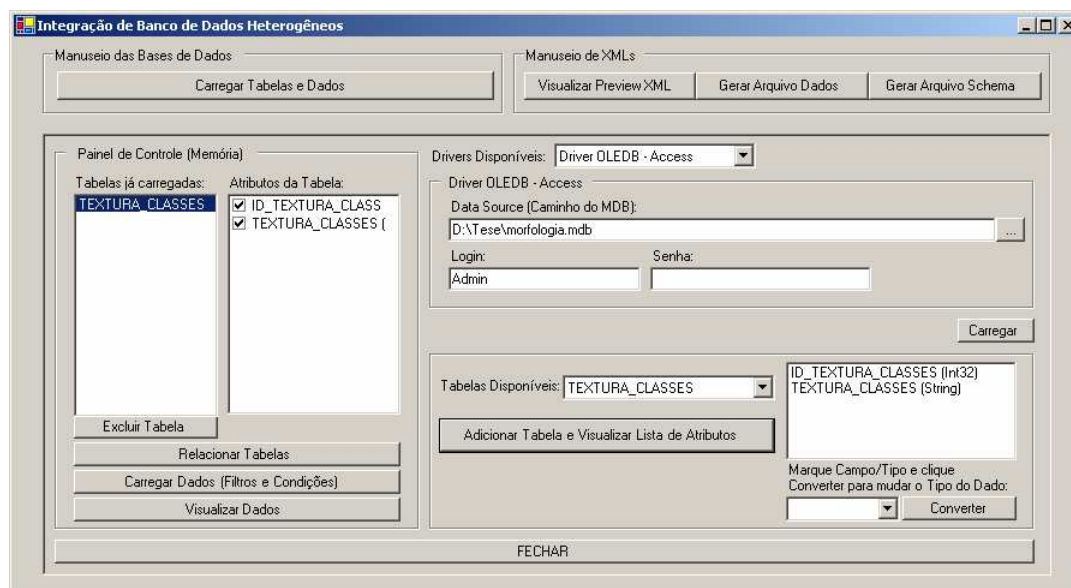 Integração de Banco de Dados Heterogêneos
Manuseio das Bases de Dados
Carregar Tabelas e Dados
Manuseio de XMLs
Visualizar Preview XML
Gerar Arquivo Dados
Gerar Arquivo Schema
Painel de Controle (Memória)
Tabelas já carregadas:
TEXTURA_CLASSES
Atributos da Tabela:
ID_TEXTURA_CLASS
TEXTURA_CLASSES (
Excluir Tabela
Relacionar Tabelas
Carregar Dados (Filtros e Condições)
Visualizar Dados
Drivers Disponíveis: Driver OLEDB - Access
Driver OLEDB - Access
Data Source (Caminho do MDB):
D:\Tese\morfologia.mdb
...
Login:
Admin
Senha:
Carregar
Tabelas Disponíveis: TEXTURA_CLASSES
Adicionar Tabela e Visualizar Lista de Atributos
ID_TEXTURA_CLASSES (Int32)
TEXTURA_CLASSES (String)
Marque Campo/Tipo e clique
Converter para mudar o Tipo do Dado:
Converter
FECHAR